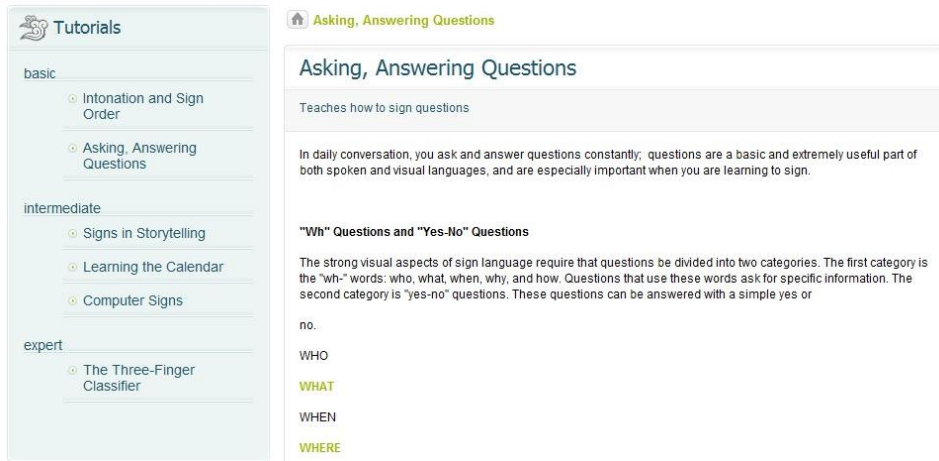 Tutorials
basic
Intonation and Sign
Order
Asking, Answering
Questions
intermediate
Signs in Storytelling
Learning the Calendar
Computer Signs
expert
The Three-Finger
Classifier
Asking, Answering Questions
Asking, Answering Questions
Teaches how to sign questions
In daily conversation, you ask and answer questions constantly;  questions are a basic and extremely useful part of
both spoken and visual languages, and are especially important when you are learning to sign.
"Wh" Questions and "Yes-No" Questions
The strong visual aspects of sign language require that questions be divided into two categories. The first category is
the "wh-" words: who, what, when, why, and how. Questions that use these words ask for specific information. The
second category is "yes-no" questions. These questions can be answered with a simple yes or
no.
WHO
WHAT
WHEN
WHERE